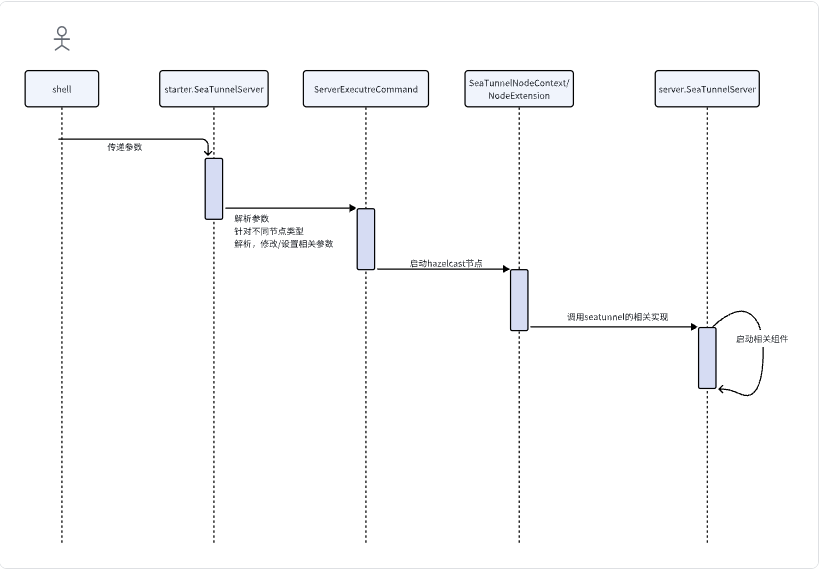 shell
starter.SeaTunnelServer
ServerExecutreCommand
SeaTunnelNodeContext/
NodeExtension
server.SeaTunnelServer
传递参数
解析参数
针对不同节点类型
解析，修改/设置相关参数
启动hazelcast节点
调用seatunnel的相关实现
启动相关组件